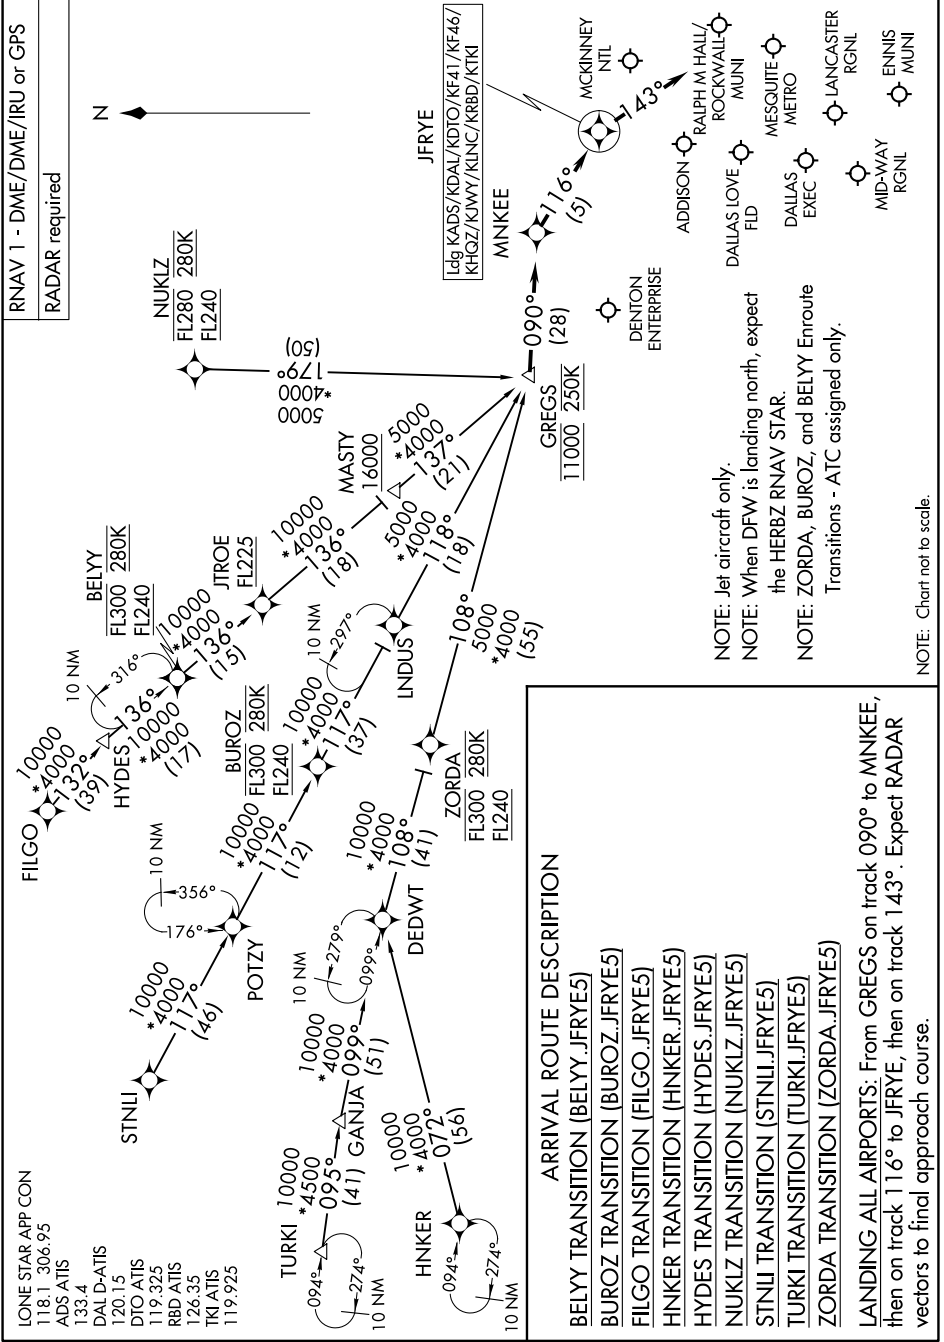 RNAV 1 - DME/DME/IRU or GPS
RADAR required
LONE STAR APP CON
118.1 306.95
ADS ATIS
133.4
DAL D-ATIS
120.15
DTO ATIS
119.325
RBD ATIS
126.35
TKI ATIS
119.925
N
NUKLZ
FL280 280K
FL240
5000
*4000
179°
(50)
JFRYE
Ldg KADS/KDAL/KDTO/KF41/KF46/
KHQZ/KJWY/KLNC/KRBD/KTKI
MNKEE
116°
(5)
143°
090°
(28)
GREGS
11000 250K
MCKINNEY
NTL
ADDISON
RALPH M HALL/
ROCKWALL
MUNI
DALLAS LOVE
FLD
MESQUITE
METRO
DALLAS
EXEC
LANCASTER
RGNL
MID-WAY
RGNL
ENNIS
MUNI
DENTON
ENTERPRISE
FILGO
10000
*4000
132°
(39)
HYDES
136°
10000
*4000
(17)
10 NM
316°
BELYY
FL300 280K
FL240
10000
*4000
136°
(15)
JTROE
FL225
10000
*4000
136°
(18)
MASTY
16000
5000
*4000
137°
(21)
STNLI
10000
*4000
117°
(46)
POTZY
176°
356°
10 NM
10000
*4000
117°
(12)
BUROZ
FL300 280K
FL240
10000
*4000
117°
(37)
10 NM
297°
LNDUS
5000
*4000
118°
(18)
TURKI
094°
274°
10 NM
10000
*4500
095°
(41)
GANJA
10000
*4000
099°
(51)
10 NM
279°
099°
DEDWT
HNKER
094°
274°
10 NM
10000
*4000
072°
(56)
10000
*4000
108°
(41)
ZORDA
FL300 280K
FL240
108°
5000
*4000
(55)
NOTE: Jet aircraft only.
NOTE: When DFW is landing north, expect
the HERBZ RNAV STAR.
NOTE: ZORDA, BUROZ, and BELYY Enroute
Transitions - ATC assigned only.
NOTE: Chart not to scale.
ARRIVAL ROUTE DESCRIPTION
BELYY TRANSITION (BELYY.JFRYE5)
BUROZ TRANSITION (BUROZ.JFRYE5)
FILGO TRANSITION (FILGO.JFRYE5)
HNKER TRANSITION (HNKER.JFRYE5)
HYDES TRANSITION (HYDES.JFRYE5)
NUKLZ TRANSITION (NUKLZ.JFRYE5)
STNLI TRANSITION (STNLI.JFRYE5)
TURKI TRANSITION (TURKI.JFRYE5)
ZORDA TRANSITION (ZORDA.JFRYE5)
LANDING ALL AIRPORTS: From GREGS on track 090° to MNKEE,
then on track 116° to JFRYE, then on track 143°. Expect RADAR
vectors to final approach course.